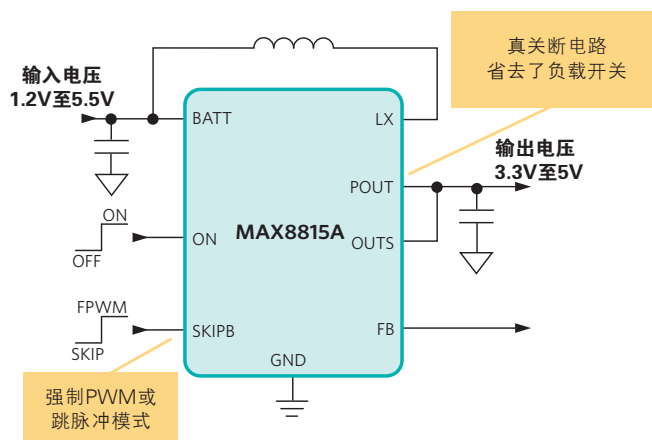 真关断电路
省去了负载开关
输入电压
1.2V至5.5V
BATT
LX
输出电压
3.3V至5V
POUT
ON
MAX8815A
ON
OUTS
OFF
FPWM
SKIPB
FB
SKIP
GND
强制PWM或
跳脉冲模式